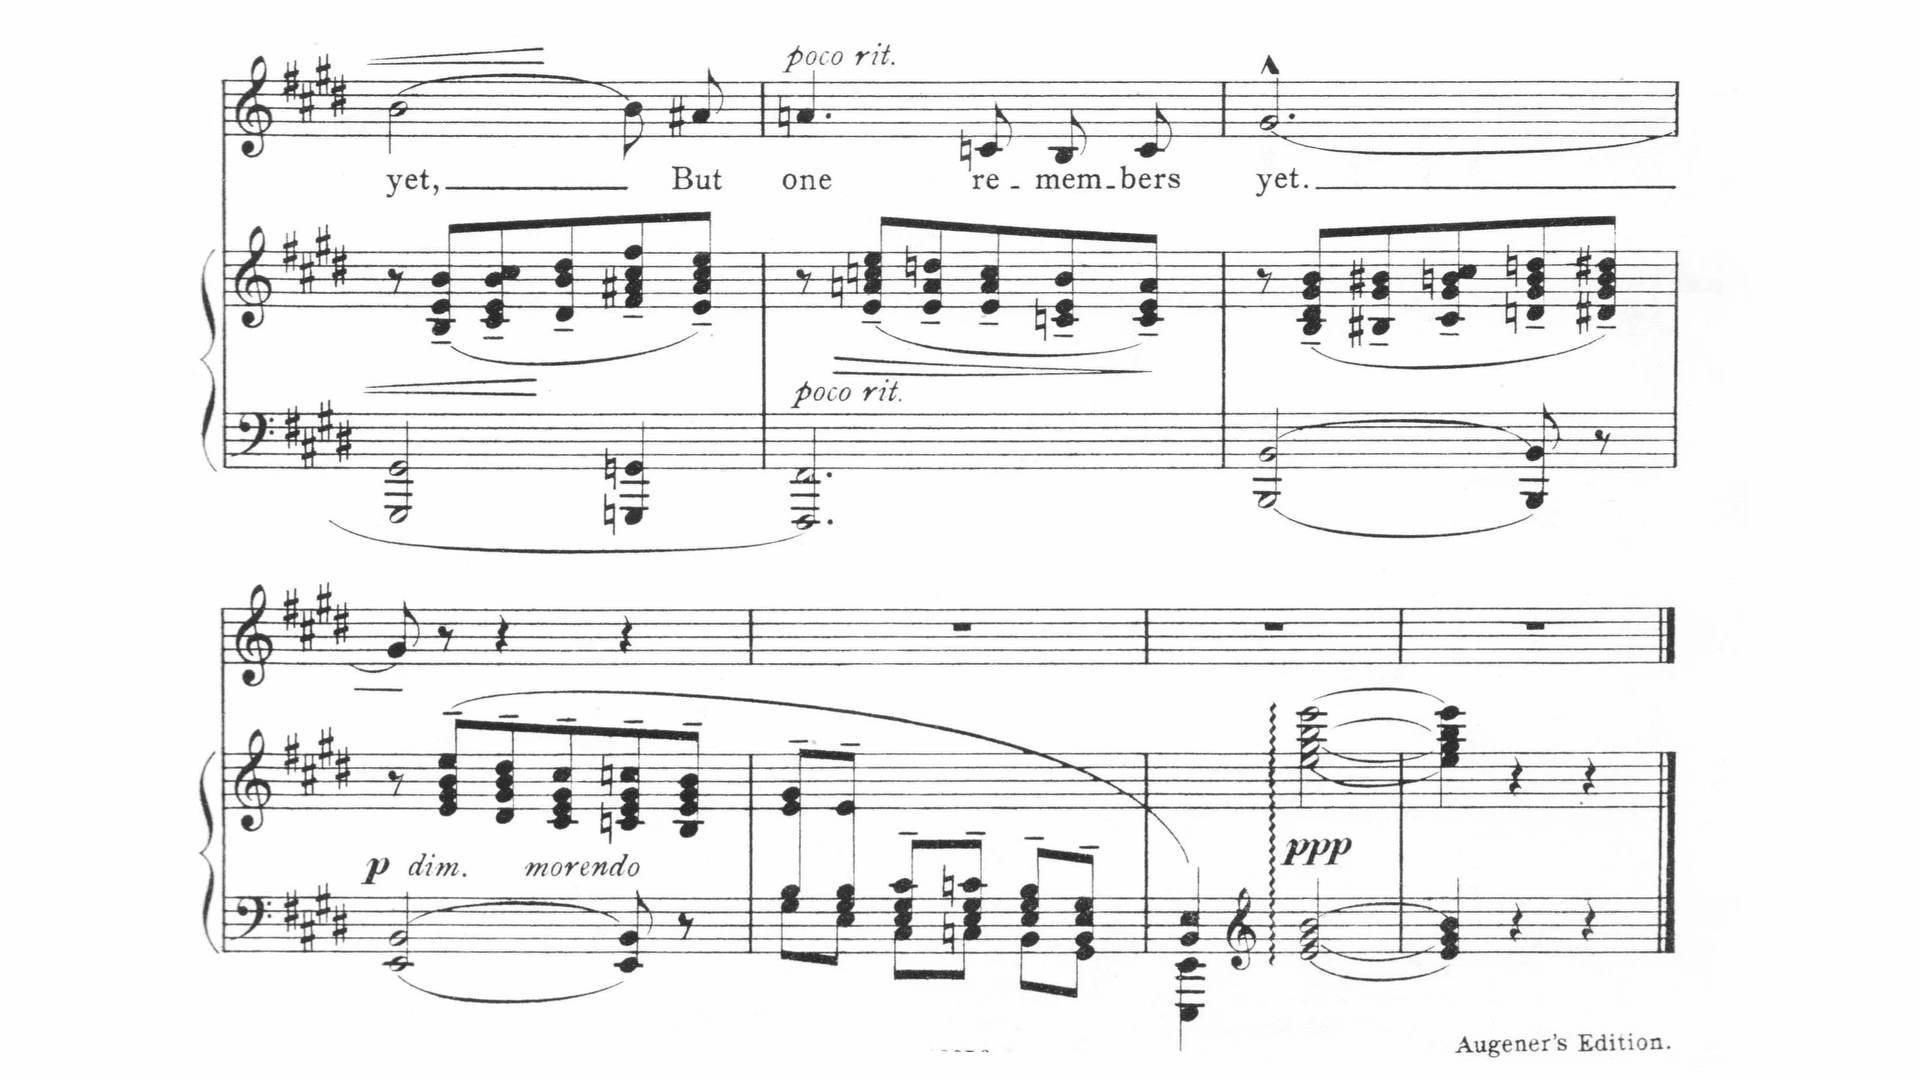 poco rit.
yet, But one re - mem - bers yet.
poco rit.
p dim. morendo
ppp
Augener's Edition.